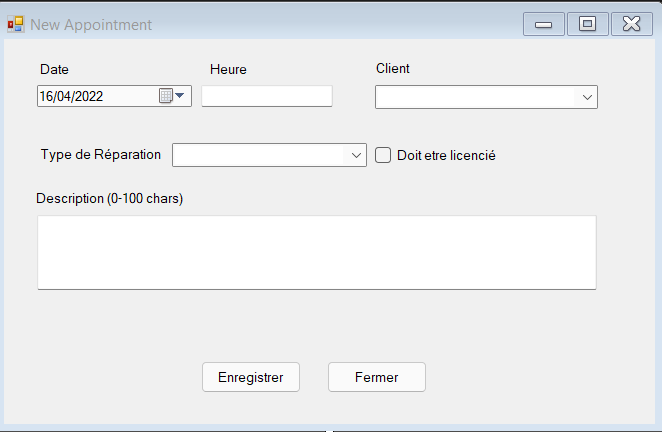 New Appointment
Date Heure Client
16/04/2022
Type de Réparation Doit etre licencié
Description (0-100 chars)
Enregistrer Fermer